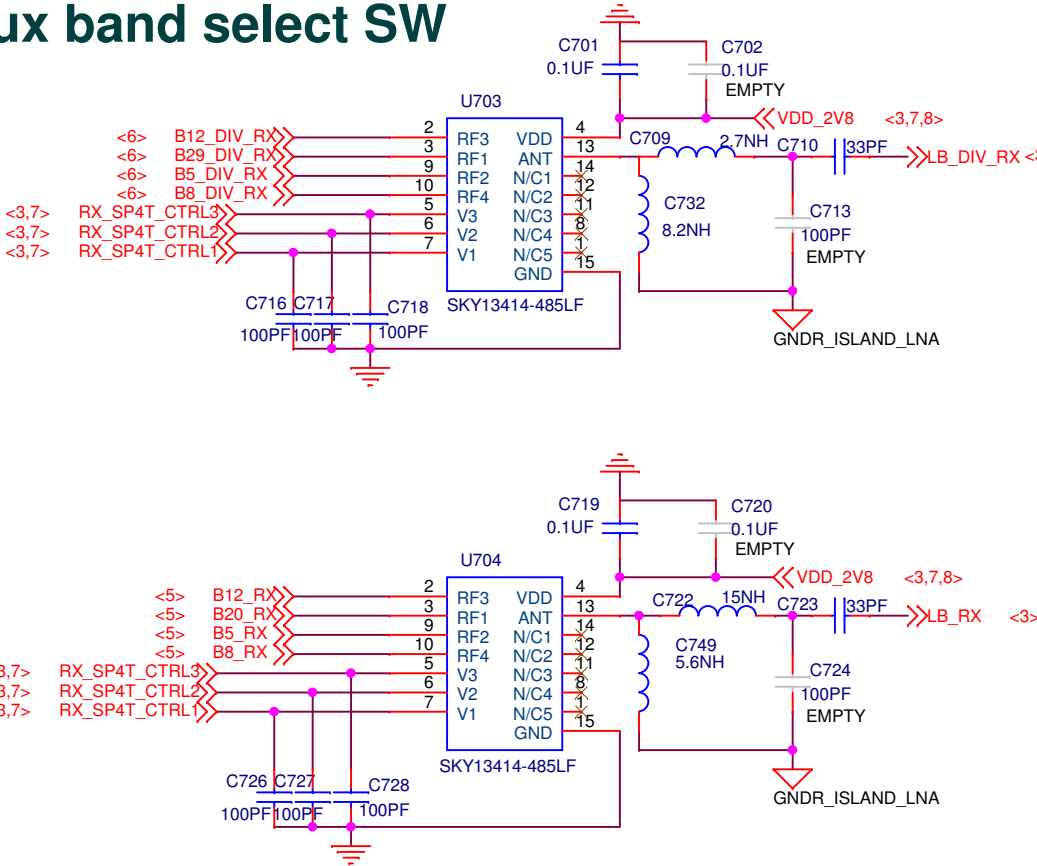 ux band select SW
C701
0.1UF
C702
0.1UF
EMPTY
VDD_2V8 <3,7,8>
U703
<6> B12_DIV_RX 2 RF3 VDD 4
<6> B29_DIV_RX 3 RF1 ANT 13
<6> B5_DIV_RX 9 RF2 N/C1 14
<6> B8_DIV_RX 10 RF4 N/C2 12
<3,7> RX_SP4T_CTRL3 5 V3 N/C3 11
<3,7> RX_SP4T_CTRL2 6 V2 N/C4 8
<3,7> RX_SP4T_CTRL1 7 V1 N/C5 1
GND 15
SKY13414-485LF
C709 2.7NH C710 33PF LB_DIV_RX <3
C732
8.2NH
C713
100PF
EMPTY
GNDR_ISLAND_LNA
C716 C717 C718
100PF 100PF 100PF
C719
0.1UF
C720
0.1UF
EMPTY
VDD_2V8 <3,7,8>
U704
<5> B12_RX 2 RF3 VDD 4
<5> B20_RX 3 RF1 ANT 13
<5> B5_RX 9 RF2 N/C1 14
<5> B8_RX 10 RF4 N/C2 12
3,7> RX_SP4T_CTRL3 5 V3 N/C3 11
3,7> RX_SP4T_CTRL2 6 V2 N/C4 8
3,7> RX_SP4T_CTRL1 7 V1 N/C5 1
GND 15
SKY13414-485LF
C722 15NH C723 33PF LB_RX <3>
C749
5.6NH
C724
100PF
EMPTY
GNDR_ISLAND_LNA
C726 C727 C728
100PF 100PF 100PF